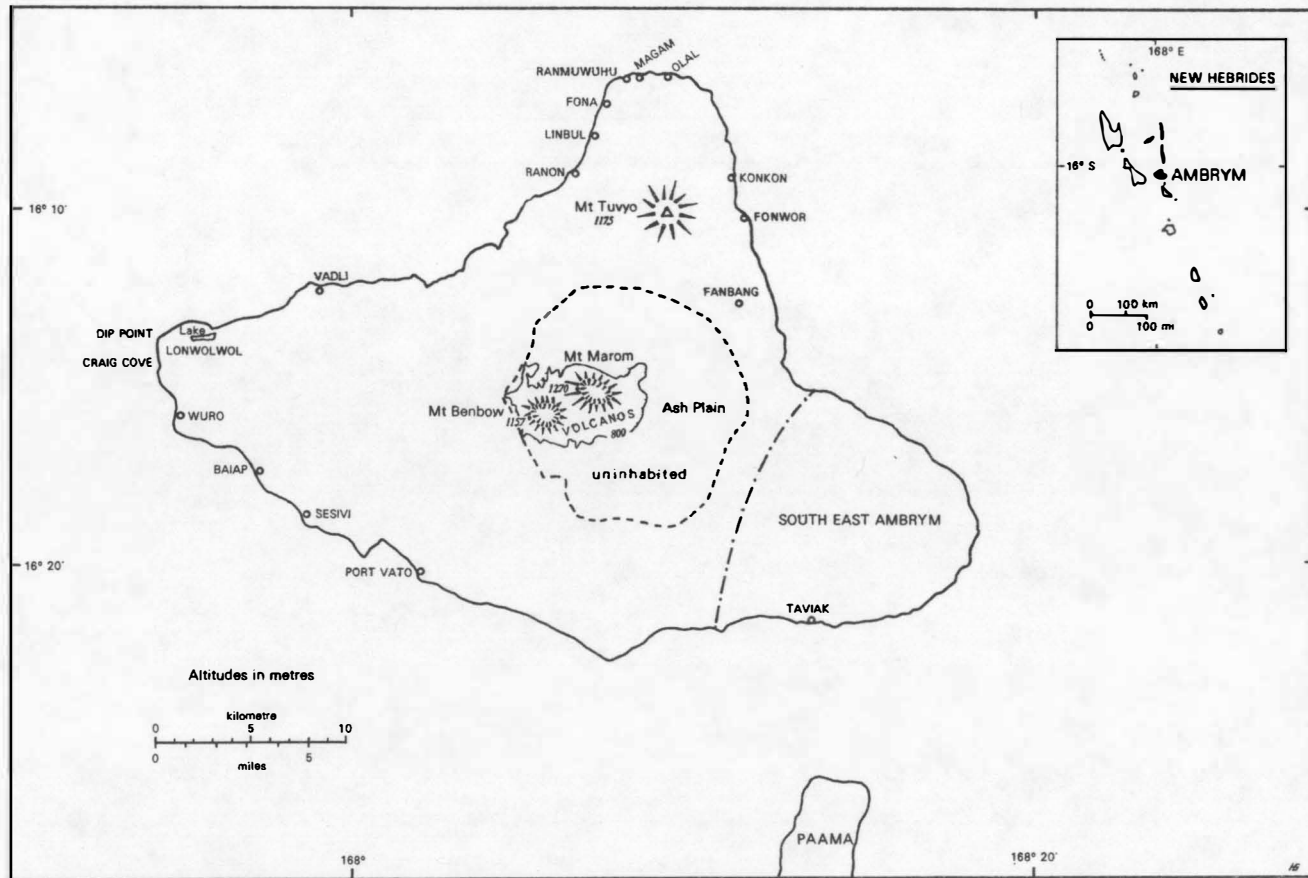 MAGAM
RANMUWUHU
OLAL
FONA
LINBUL
RANON
KONKON
Mt Tuvyo
1175
FONWOR
16° 10'
VADLI
FANBANG
DIP POINT
Lake
LONWOLWOL
CRAIG COVE
Mt Marom
1270
Ash Plain
Mt Benbow
1157
VOLCANOS
800
WURO
uninhabited
BAIAP
SESIVI
SOUTH EAST AMBRYM
16° 20'
PORT VATO
TAVIAK
Altitudes in metres
kilometre
0 5 10
0 5
miles
PAAMA
168°
168° 20
168° E
NEW HEBRIDES
16° S
AMBRYM
0 100 km
0 100 mi